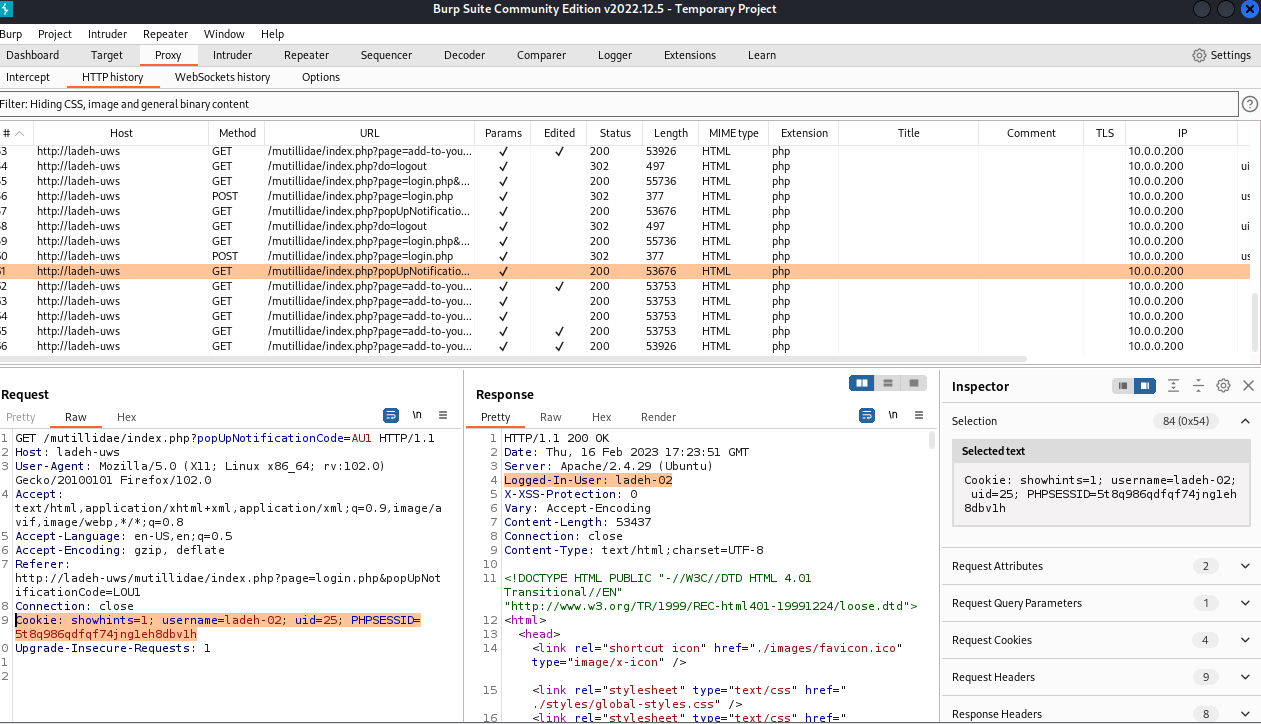 Burp Suite Community Edition v2022.12.5 - Temporary Project
Burp Project Intruder Repeater Window Help
Dashboard Target Proxy Intruder Repeater Sequencer Decoder Comparer Logger Extensions Learn Settings
Intercept HTTP history WebSockets history Options
Filter: Hiding CSS, image and general binary content
# Host Method URL Params Edited Status Length MIME type Extension Title Comment TLS IP
3 http://ladeh-uws GET /mutillidae/index.php?page=add-to-you... ✓ ✓ 200 53926 HTML php 10.0.0.200
4 http://ladeh-uws GET /mutillidae/index.php?do=logout ✓ 302 497 HTML php 10.0.0.200 ui
5 http://ladeh-uws GET /mutillidae/index.php?page=login.php&... ✓ 200 55736 HTML php 10.0.0.200
6 http://ladeh-uws POST /mutillidae/index.php?page=login.php ✓ 302 377 HTML php 10.0.0.200 us
7 http://ladeh-uws GET /mutillidae/index.php?popUpNotificatio... ✓ 200 53676 HTML php 10.0.0.200
8 http://ladeh-uws GET /mutillidae/index.php?do=logout ✓ 302 497 HTML php 10.0.0.200 ui
9 http://ladeh-uws GET /mutillidae/index.php?page=login.php&... ✓ 200 55736 HTML php 10.0.0.200
0 http://ladeh-uws POST /mutillidae/index.php?page=login.php ✓ 302 377 HTML php 10.0.0.200 us
1 http://ladeh-uws GET /mutillidae/index.php?popUpNotificatio... ✓ 200 53676 HTML php 10.0.0.200
2 http://ladeh-uws GET /mutillidae/index.php?page=add-to-you... ✓ ✓ 200 53753 HTML php 10.0.0.200
3 http://ladeh-uws GET /mutillidae/index.php?page=add-to-you... ✓ 200 53753 HTML php 10.0.0.200
4 http://ladeh-uws GET /mutillidae/index.php?page=add-to-you... ✓ 200 53753 HTML php 10.0.0.200
5 http://ladeh-uws GET /mutillidae/index.php?page=add-to-you... ✓ ✓ 200 53753 HTML php 10.0.0.200
6 http://ladeh-uws GET /mutillidae/index.php?page=add-to-you... ✓ ✓ 200 53926 HTML php 10.0.0.200
Request
Pretty Raw Hex \n
1 GET /mutillidae/index.php?popUpNotificationCode=AU1 HTTP/1.1
2 Host: ladeh-uws
3 User-Agent: Mozilla/5.0 (X11; Linux x86_64; rv:102.0)
Gecko/20100101 Firefox/102.0
4 Accept:
text/html,application/xhtml+xml,application/xml;q=0.9,image/a
vif,image/webp,*/*;q=0.8
5 Accept-Language: en-US,en;q=0.5
6 Accept-Encoding: gzip, deflate
7 Referer:
http://ladeh-uws/mutillidae/index.php?page=login.php&popUpNot
ificationCode=LOU1
8 Connection: close
9 Cookie: showhints=1; username=ladeh-02; uid=25; PHPSESSID=
5t8q986qdfqf74jng1eh8dbv1h
0 Upgrade-Insecure-Requests: 1
1
2
Response
Pretty Raw Hex Render \n
1 HTTP/1.1 200 OK
2 Date: Thu, 16 Feb 2023 17:23:51 GMT
3 Server: Apache/2.4.29 (Ubuntu)
4 Logged-In-User: ladeh-02
5 X-XSS-Protection: 0
6 Vary: Accept-Encoding
7 Content-Length: 53437
8 Connection: close
9 Content-Type: text/html;charset=UTF-8
10
11 <!DOCTYPE HTML PUBLIC "-//W3C//DTD HTML 4.01
Transitional//EN"
"http://www.w3.org/TR/1999/REC-html401-19991224/loose.dtd">
12 <html>
13 <head>
14 <link rel="shortcut icon" href="./images/favicon.ico"
type="image/x-icon" />
15 <link rel="stylesheet" type="text/css" href="
./styles/global-styles.css" />
16 <link rel="stylesheet" type="text/css" href="
Inspector
Selection 84 (0x54)
Selected text
Cookie: showhints=1; username=ladeh-02;
uid=25; PHPSESSID=5t8q986qdfqf74jng1eh
8dbv1h
Request Attributes 2
Request Query Parameters 1
Request Cookies 4
Request Headers 9
Response Headers 8